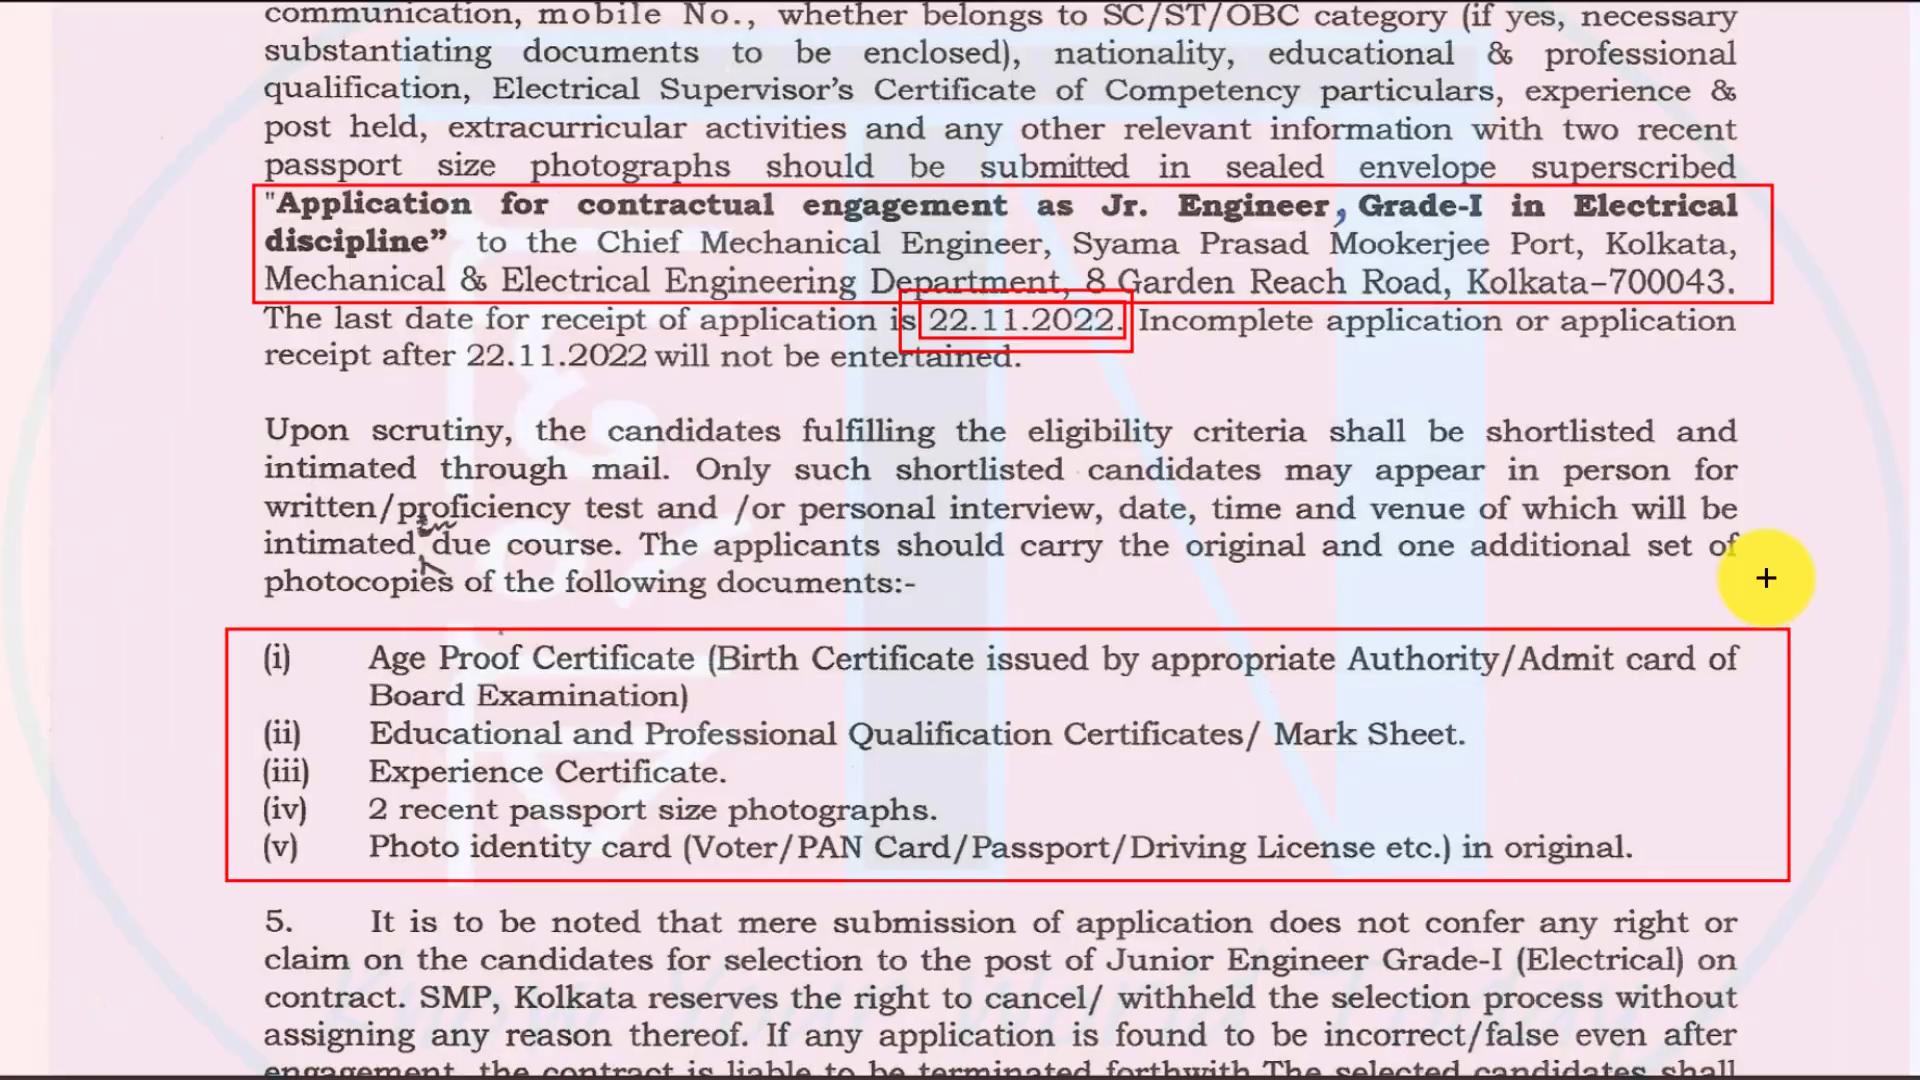 communication, mobile No., whether belongs to SC/ST/OBC category (if yes, necessary
substantiating documents to be enclosed), nationality, educational & professional
qualification, Electrical Supervisor's Certificate of Competency particulars, experience &
post held, extracurricular activities and any other relevant information with two recent
passport size photographs should be submitted in sealed envelope superscribed
"Application for contractual engagement as Jr. Engineer, Grade-I in Electrical
discipline” to the Chief Mechanical Engineer, Syama Prasad Mookerjee Port, Kolkata,
Mechanical & Electrical Engineering Department, 8 Garden Reach Road, Kolkata–700043.
The last date for receipt of application is 22.11.2022. Incomplete application or application
receipt after 22.11.2022 will not be entertained.
Upon scrutiny, the candidates fulfilling the eligibility criteria shall be shortlisted and
intimated through mail. Only such shortlisted candidates may appear in person for
written/proficiency test and /or personal interview, date, time and venue of which will be
intimated in due course. The applicants should carry the original and one additional set of
photocopies of the following documents:-
(i) Age Proof Certificate (Birth Certificate issued by appropriate Authority/Admit card of
Board Examination)
(ii) Educational and Professional Qualification Certificates/ Mark Sheet.
(iii) Experience Certificate.
(iv) 2 recent passport size photographs.
(v) Photo identity card (Voter/PAN Card/Passport/Driving License etc.) in original.
5. It is to be noted that mere submission of application does not confer any right or
claim on the candidates for selection to the post of Junior Engineer Grade-I (Electrical) on
contract. SMP, Kolkata reserves the right to cancel/ withheld the selection process without
assigning any reason thereof. If any application is found to be incorrect/false even after
engagement, the contract is liable to be terminated forthwith The selected candidates shall